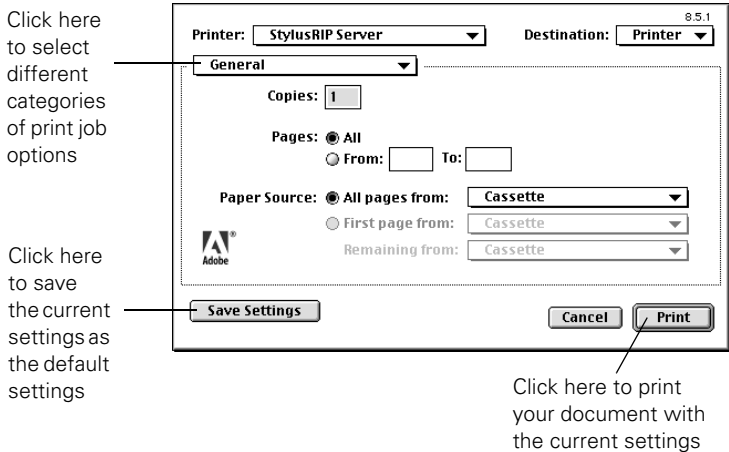 Click here
to select
different
categories
of print job
options
8.5.1
Printer: StylusRIP Server Destination: Printer
General
Copies: 1
Pages: All
From: To:
Paper Source: All pages from: Cassette
First page from: Cassette
Remaining from: Cassette
Adobe®
Click here
to save
the current
settings as
the default
settings
Save Settings Cancel Print
Click here to print
your document with
the current settings